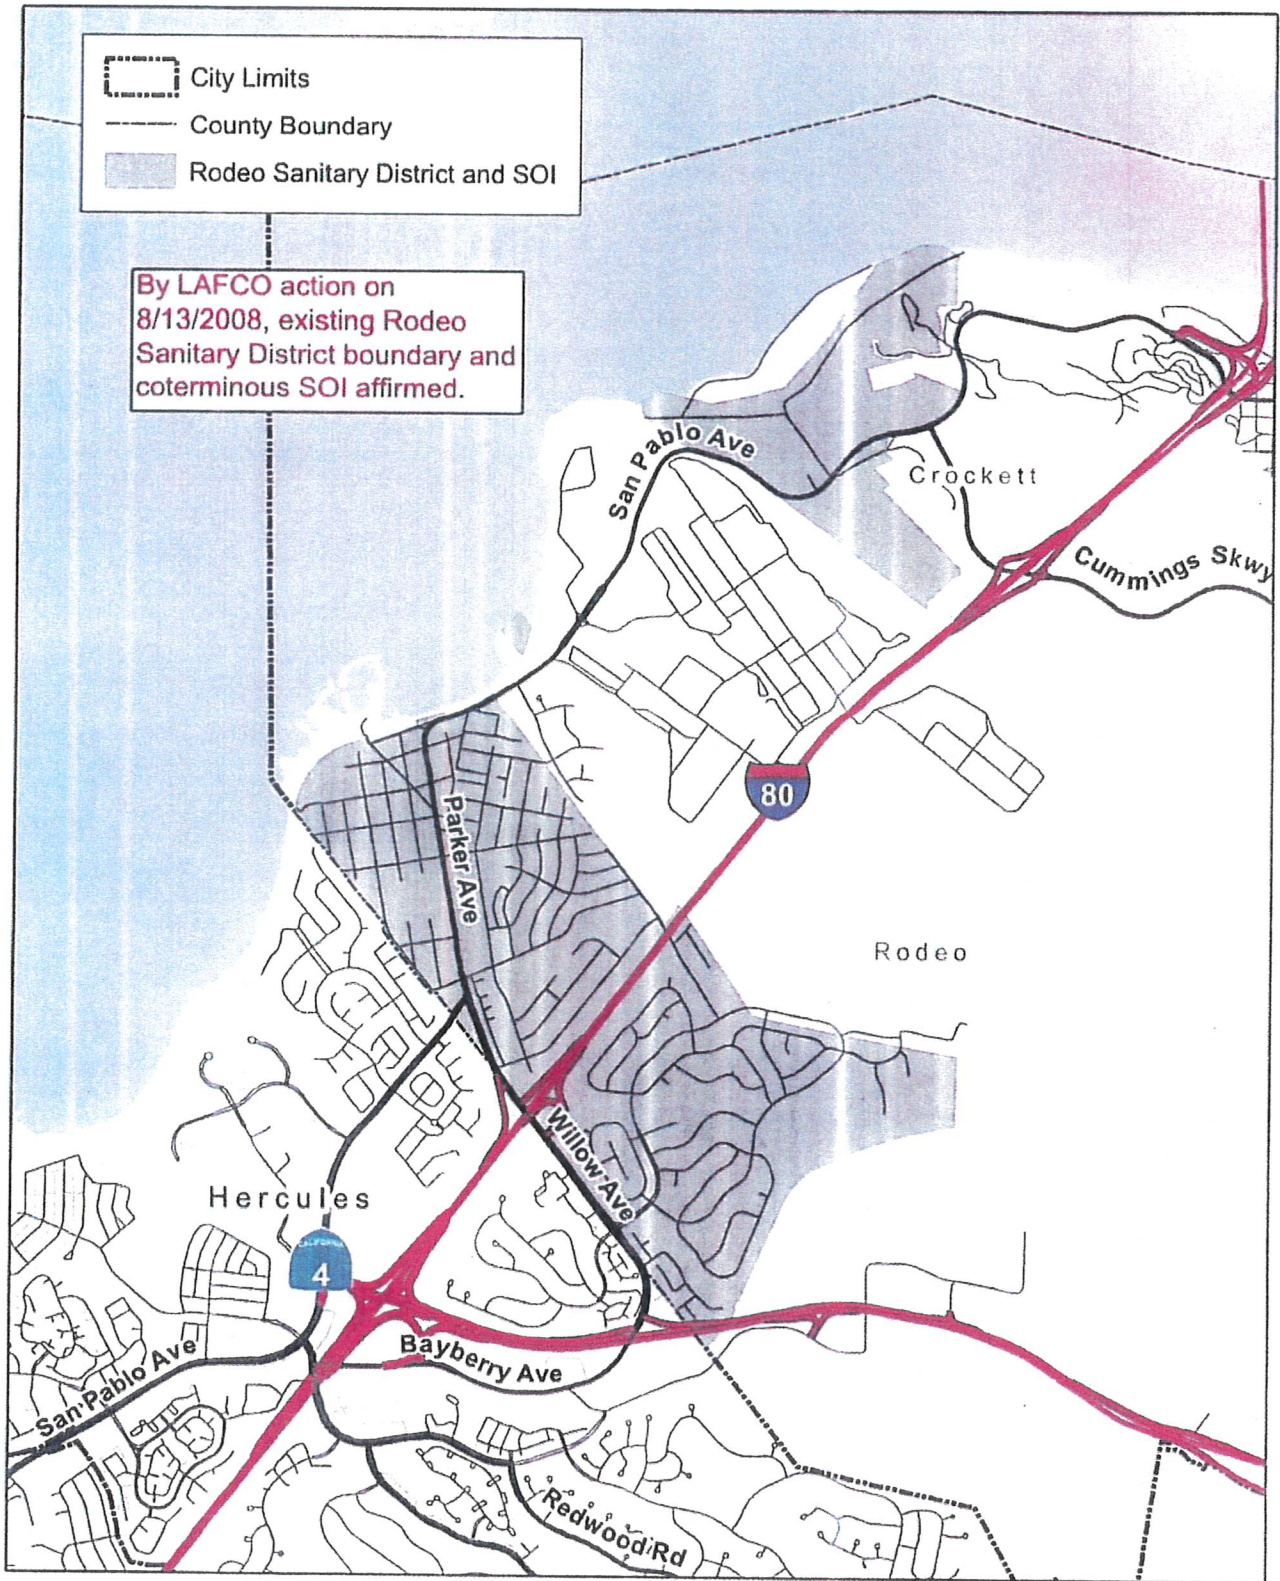 City Limits
County Boundary
Rodeo Sanitary District and SOI
By LAFCO action on
8/13/2008, existing Rodeo
Sanitary District boundary and
coterminous SOI affirmed.
San Pablo Ave
Crockett
Cummings Skwy
80
Parker Ave
Rodeo
Willow Ave
Hercules
CALIFORNIA
4
Bayberry Ave
San Pablo Ave
Redwood Rd